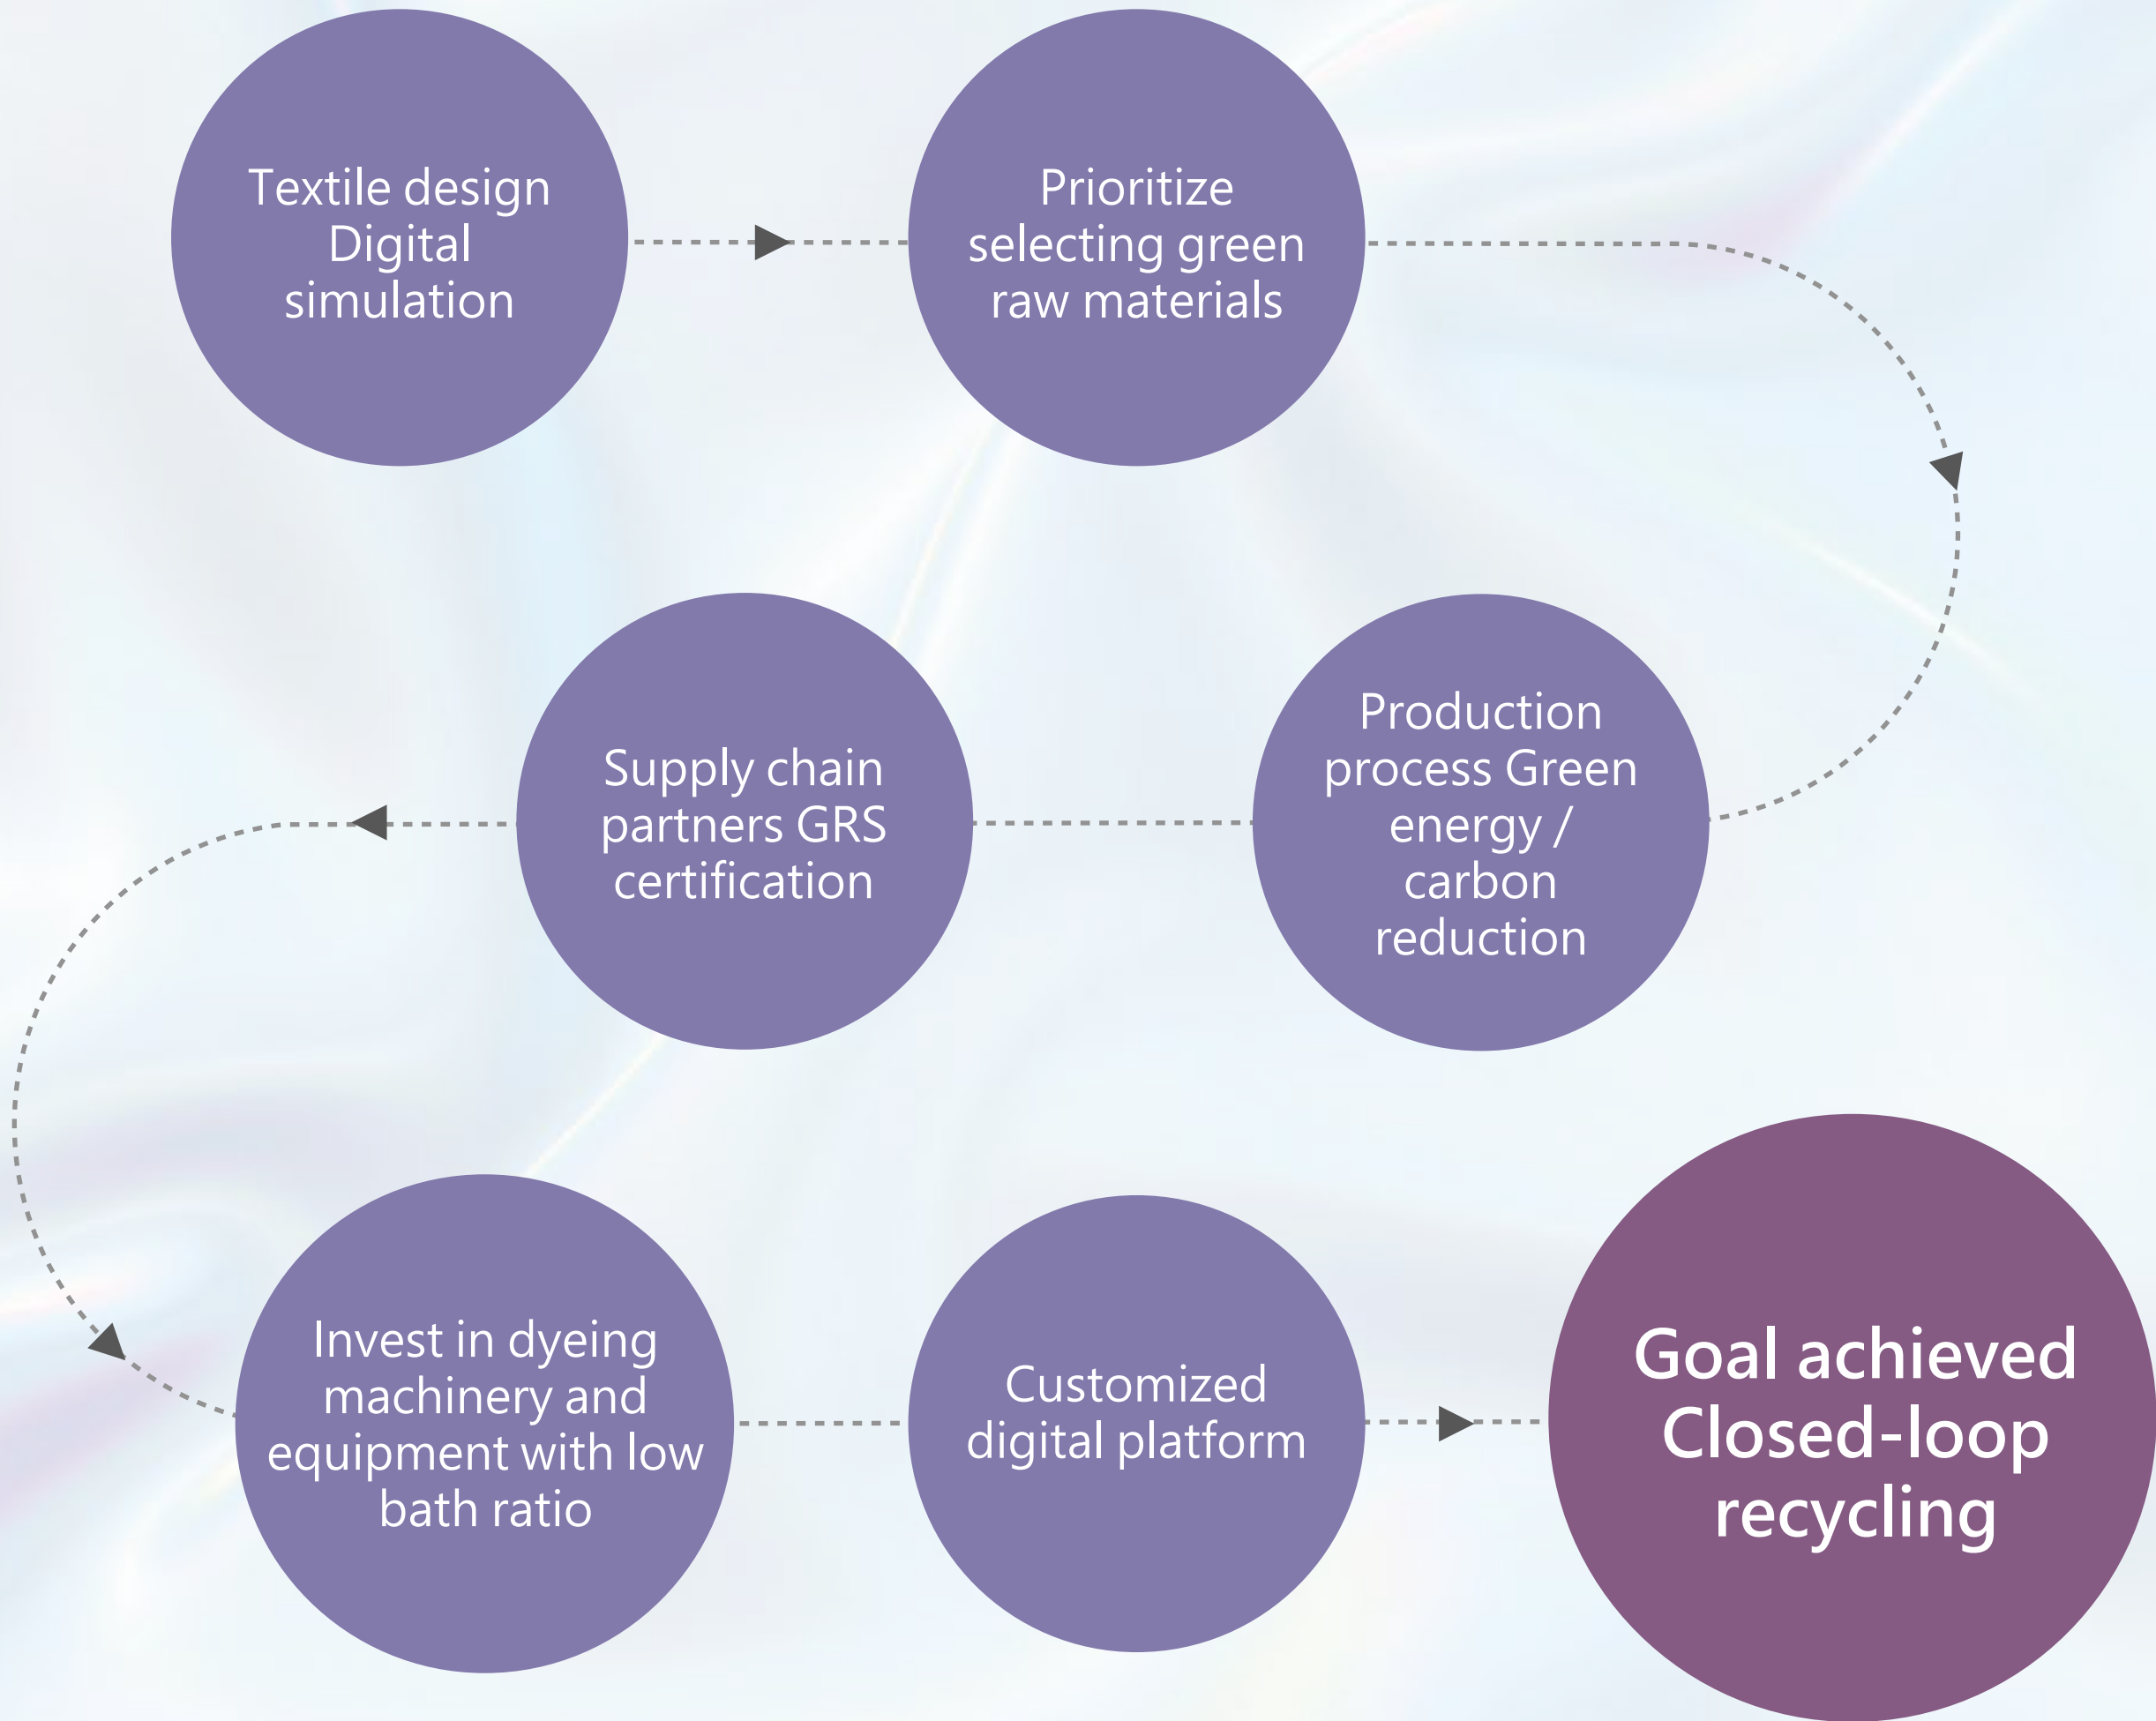 Textile design
Digital
simulation
Prioritize
selecting green
raw materials
Production
process Green
energy /
carbon
reduction
Supply chain
partners GRS
certification
Invest in dyeing
machinery and
equipment with low
bath ratio
Customized
digital platform
Goal achieved
Closed-loop
recycling